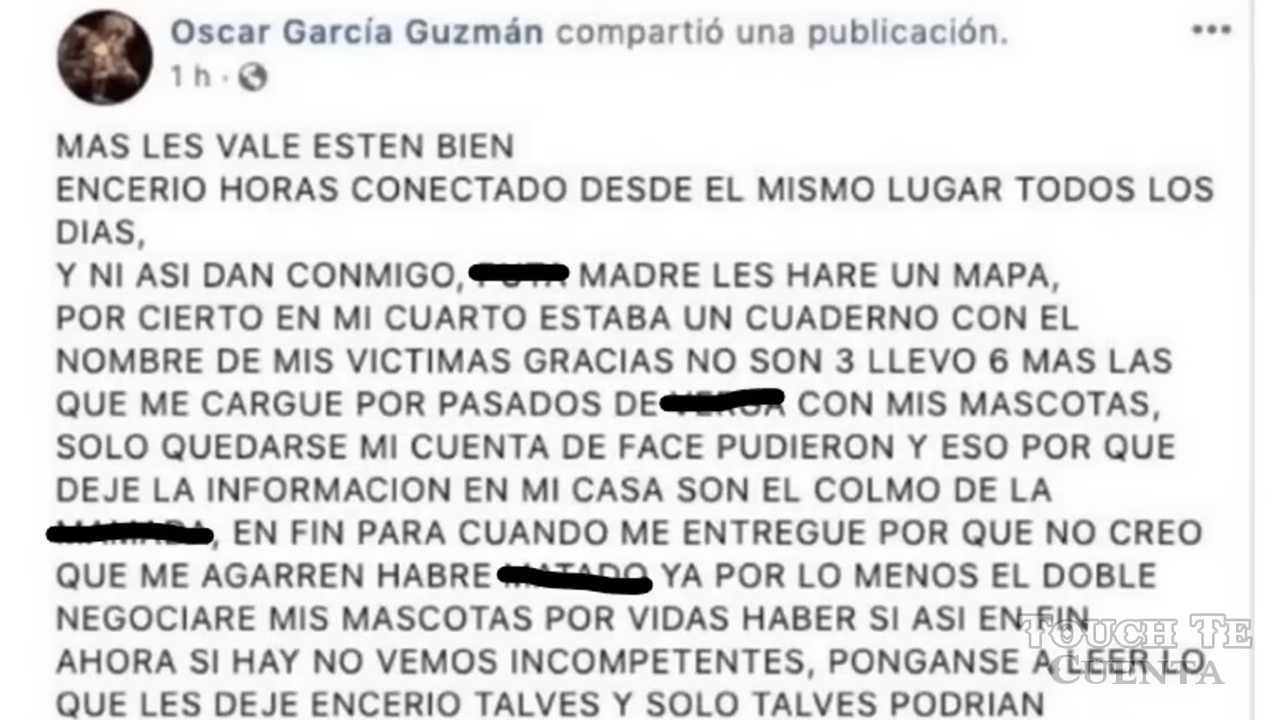 Oscar García Guzmán compartió una publicación.
1 h
MAS LES VALE ESTEN BIEN
ENCERIO HORAS CONECTADO DESDE EL MISMO LUGAR TODOS LOS
DIAS,
Y NI ASI DAN CONMIGO, MADRE LES HARE UN MAPA,
POR CIERTO EN MI CUARTO ESTABA UN CUADERNO CON EL
NOMBRE DE MIS VICTIMAS GRACIAS NO SON 3 LLEVO 6 MAS LAS
QUE ME CARGUE POR PASADOS DE CON MIS MASCOTAS,
SOLO QUEDARSE MI CUENTA DE FACE PUDIERON Y ESO POR QUE
DEJE LA INFORMACION EN MI CASA SON EL COLMO DE LA
, EN FIN PARA CUANDO ME ENTREGUE POR QUE NO CREO
QUE ME AGARREN HABRE YA POR LO MENOS EL DOBLE
NEGOCIARE MIS MASCOTAS POR VIDAS HABER SI ASI EN FIN
AHORA SI HAY NO VEMOS INCOMPETENTES, PONGANSE A LEER LO
QUE LES DEJE ENCERIO TALVES Y SOLO TALVES PODRIAN
TOUCH TE
CUENTA